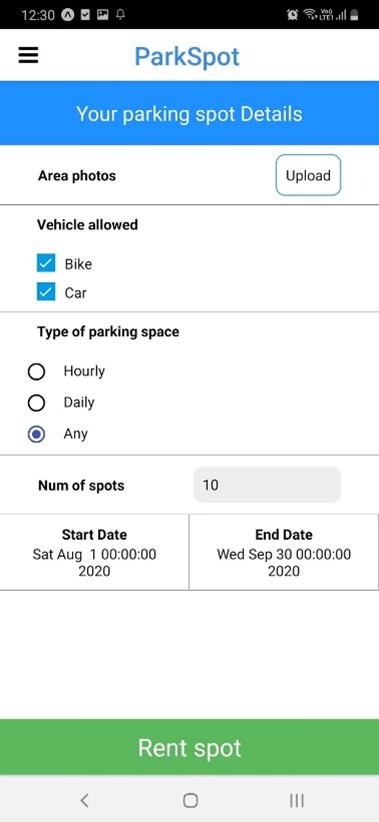 12:30
ParkSpot
Your parking spot Details
Area photos
Upload
Vehicle allowed
Bike
Car
Type of parking space
Hourly
Daily
Any
Num of spots
10
Start Date
Sat Aug 1 00:00:00
2020
End Date
Wed Sep 30 00:00:00
2020
Rent spot